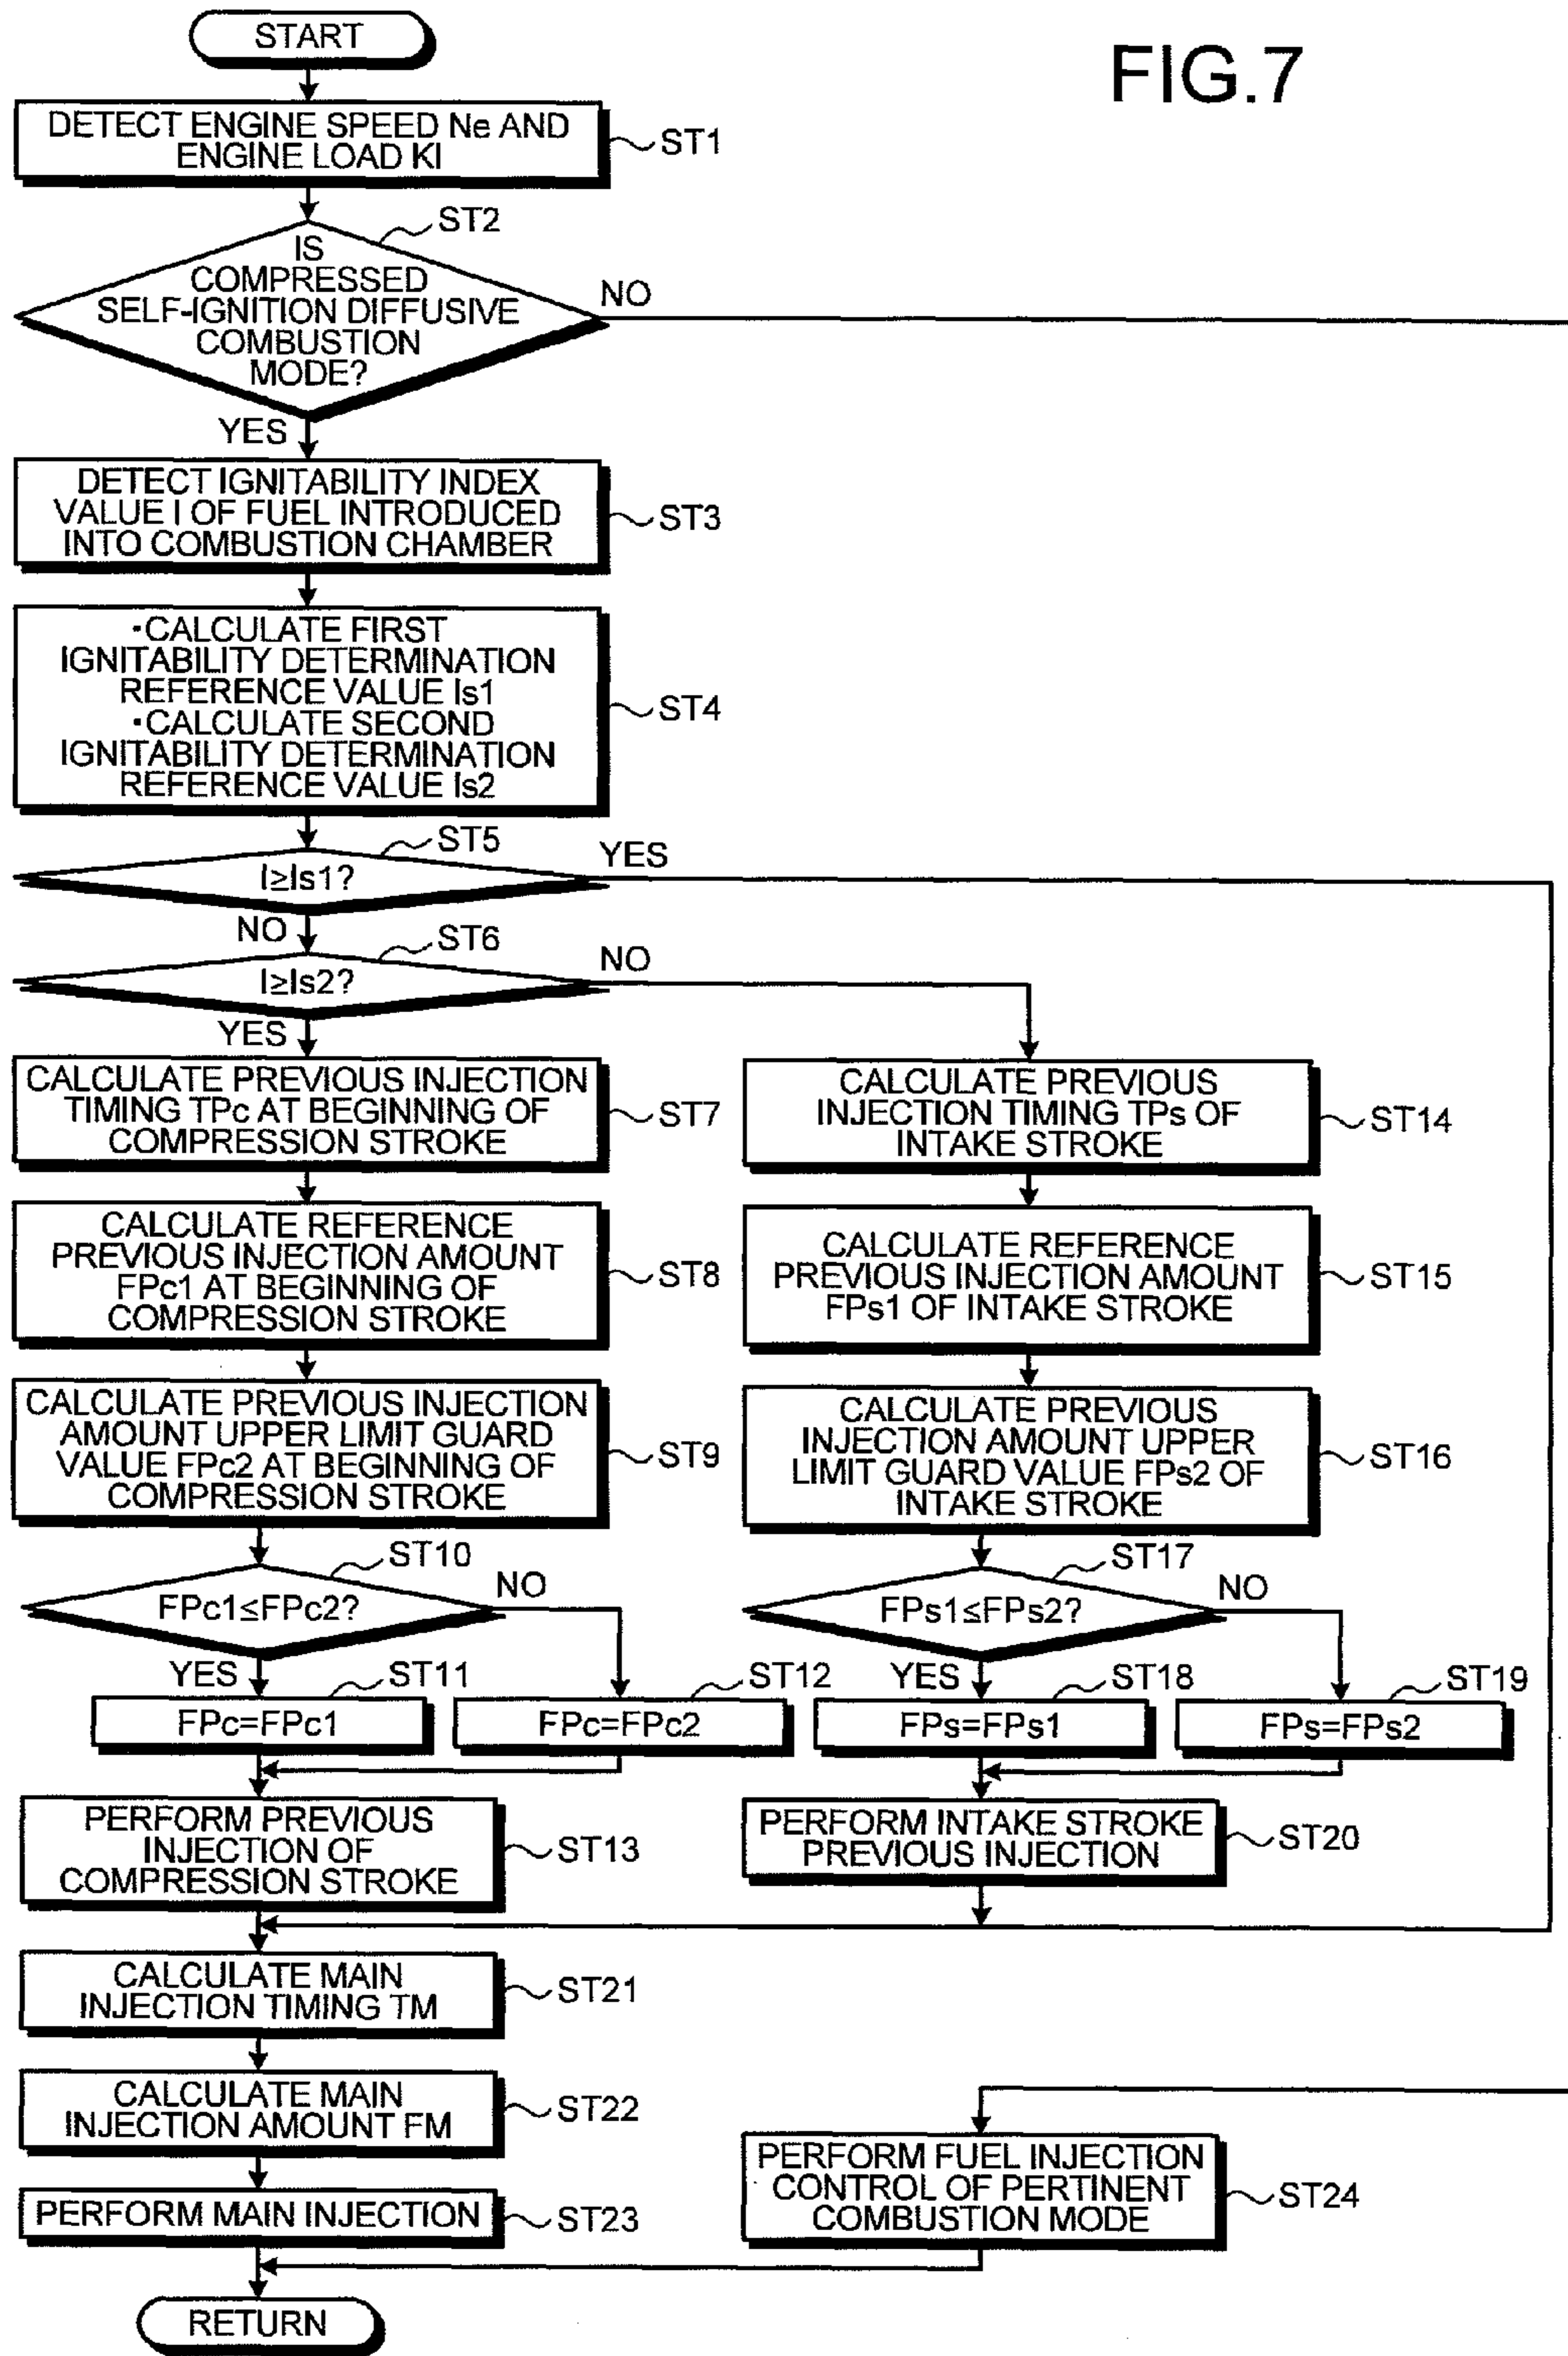 FIG.7
START
DETECT ENGINE SPEED Ne AND
ENGINE LOAD Kl
ST1
ST2
IS
COMPRESSED
SELF-IGNITION DIFFUSIVE
COMBUSTION
MODE?
NO
YES
DETECT IGNITABILITY INDEX
VALUE I OF FUEL INTRODUCED
INTO COMBUSTION CHAMBER
ST3
·CALCULATE FIRST
IGNITABILITY DETERMINATION
REFERENCE VALUE Is1
·CALCULATE SECOND
IGNITABILITY DETERMINATION
REFERENCE VALUE Is2
ST4
ST5
I≥Is1?
YES
NO
ST6
I≥Is2?
NO
YES
CALCULATE PREVIOUS INJECTION
TIMING TPc AT BEGINNING OF
COMPRESSION STROKE
ST7
CALCULATE REFERENCE
PREVIOUS INJECTION AMOUNT
FPc1 AT BEGINNING OF
COMPRESSION STROKE
ST8
CALCULATE PREVIOUS INJECTION
AMOUNT UPPER LIMIT GUARD
VALUE FPc2 AT BEGINNING OF
COMPRESSION STROKE
ST9
ST10
FPc1≤FPc2?
NO
YES
ST11
FPc=FPc1
ST12
FPc=FPc2
PERFORM PREVIOUS
INJECTION OF
COMPRESSION STROKE
ST13
CALCULATE PREVIOUS
INJECTION TIMING TPs OF
INTAKE STROKE
ST14
CALCULATE REFERENCE
PREVIOUS INJECTION AMOUNT
FPs1 OF INTAKE STROKE
ST15
CALCULATE PREVIOUS
INJECTION AMOUNT UPPER
LIMIT GUARD VALUE FPs2 OF
INTAKE STROKE
ST16
ST17
FPs1≤FPs2?
NO
YES
ST18
FPs=FPs1
ST19
FPs=FPs2
PERFORM INTAKE STROKE
PREVIOUS INJECTION
ST20
CALCULATE MAIN
INJECTION TIMING TM
ST21
CALCULATE MAIN
INJECTION AMOUNT FM
ST22
PERFORM MAIN INJECTION
ST23
PERFORM FUEL INJECTION
CONTROL OF PERTINENT
COMBUSTION MODE
ST24
RETURN